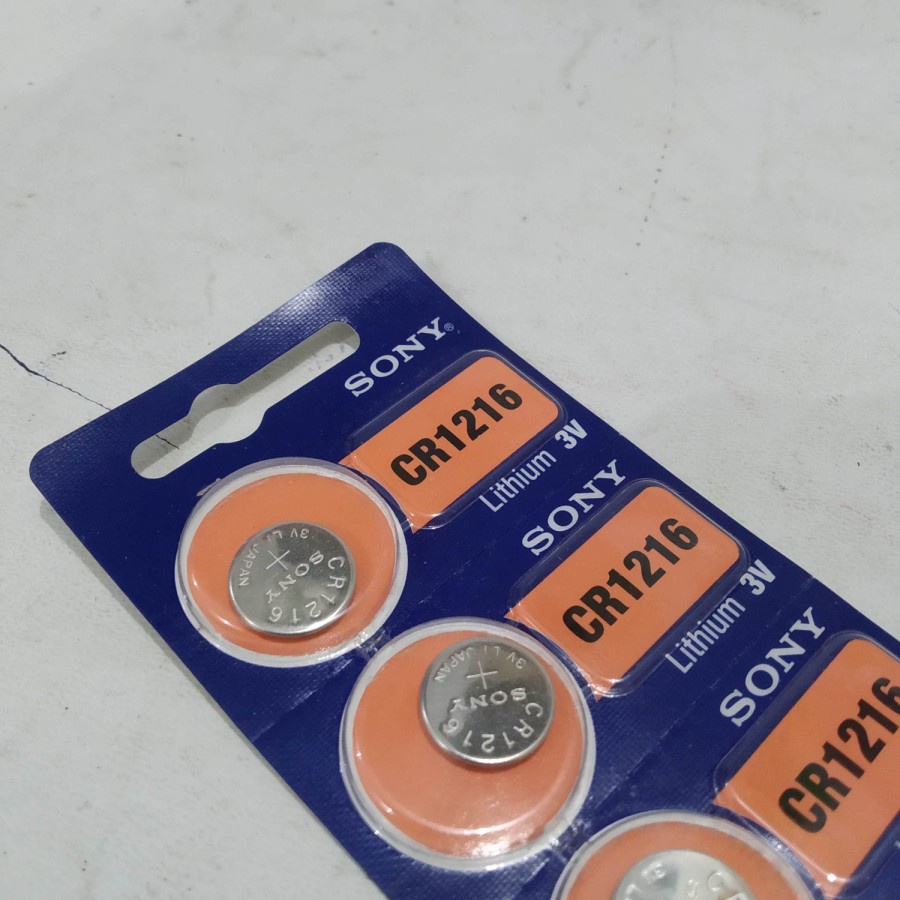 SONY®
CR1216
Lithium 3V
CR1216
SONY
3V LI JAPAN
+
SONY
CR1216
Lithium 3V
CR1216
SONY
3V LI JAPAN
+
SONY
CR1216